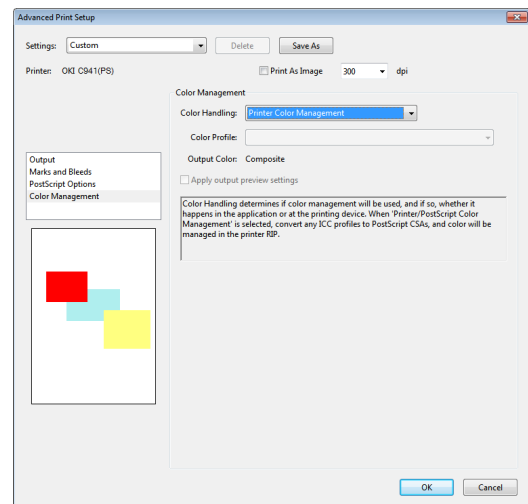 Advanced Print Setup
Settings: Custom Delete Save As
Printer: OKI C941(PS) Print As Image 300 dpi
Color Management
Color Handling: Printer Color Management
Color Profile:
Output Color: Composite
Apply output preview settings
Output
Marks and Bleeds
PostScript Options
Color Management
Color Handling determines if color management will be used, and if so, whether it
happens in the application or at the printing device. When 'Printer/PostScript Color
Management' is selected, convert any ICC profiles to PostScript CSAs, and color will be
managed in the printer RIP.
OK Cancel